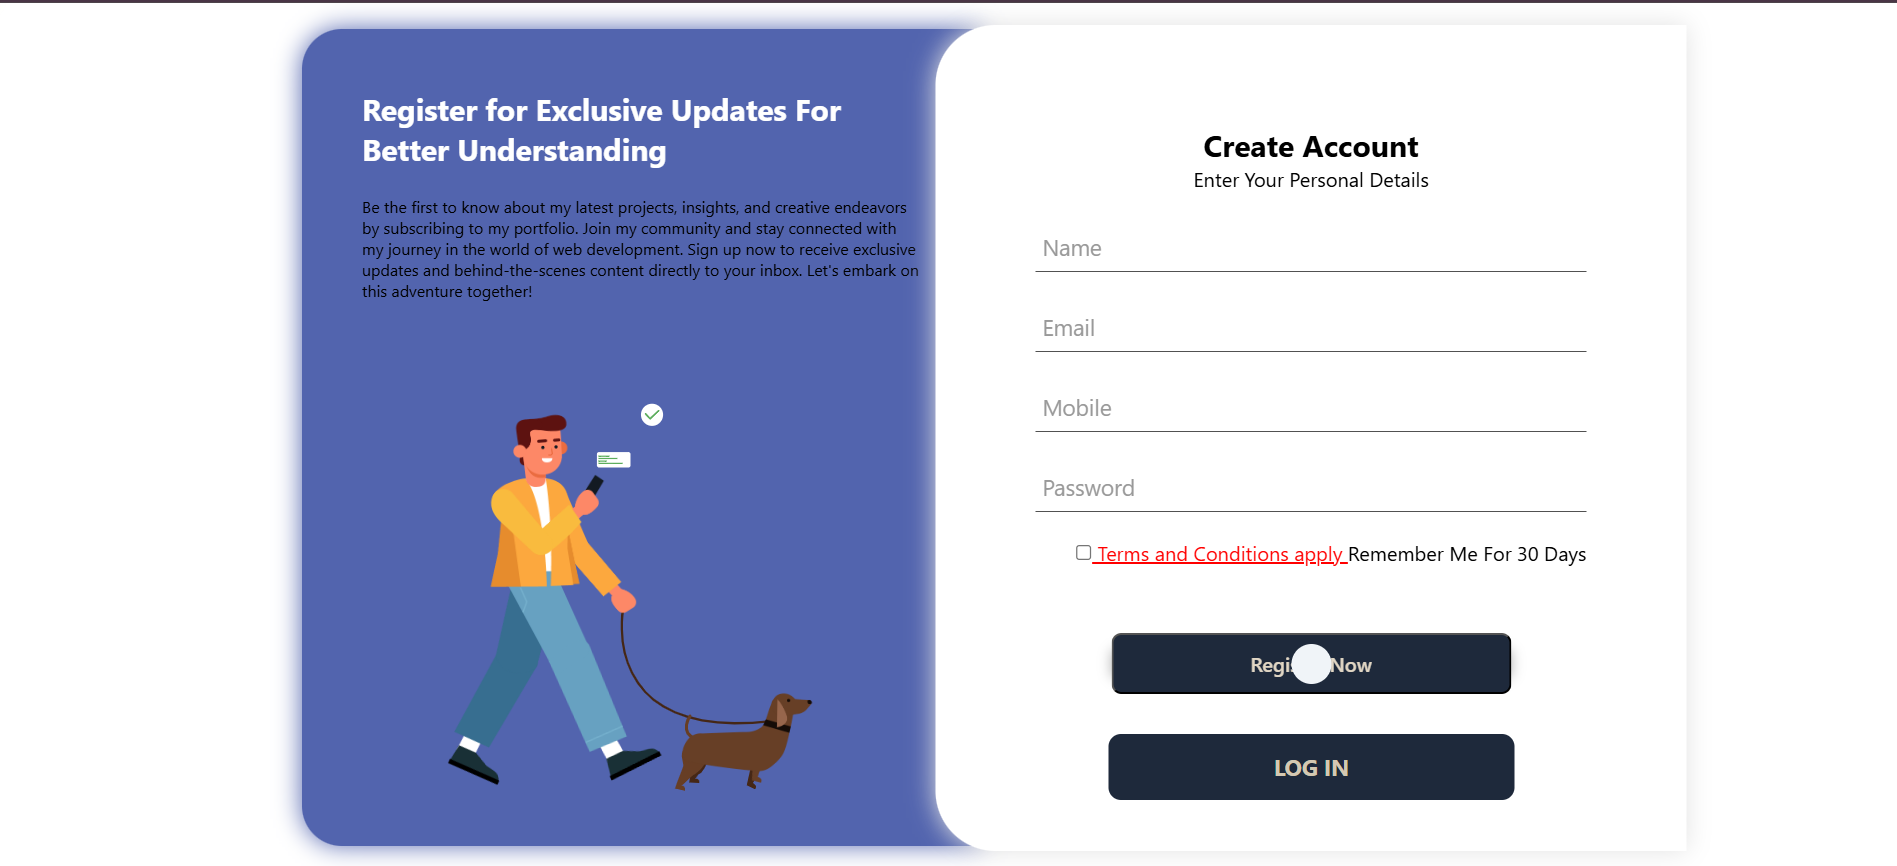 Register for Exclusive Updates For
Better Understanding
Be the first to know about my latest projects, insights, and creative endeavors
by subscribing to my portfolio. Join my community and stay connected with
my journey in the world of web development. Sign up now to receive exclusive
updates and behind-the-scenes content directly to your inbox. Let's embark on
this adventure together!
Create Account
Enter Your Personal Details
Name
Email
Mobile
Password
Terms and Conditions apply Remember Me For 30 Days
Now
LOG IN